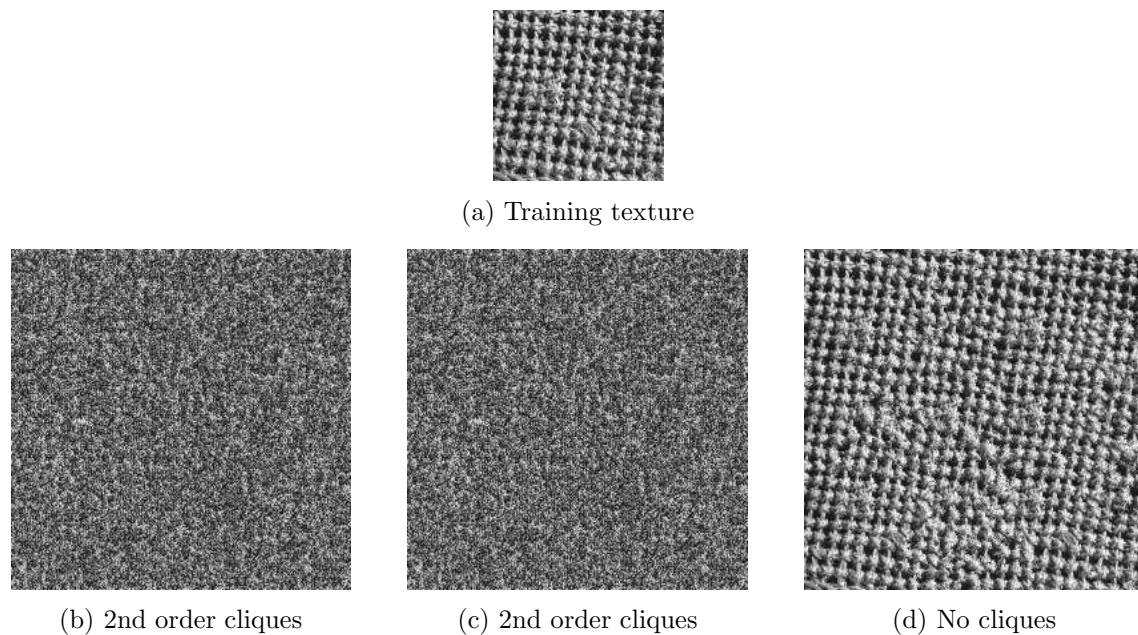 (a) Training texture
(b) 2nd order cliques
(c) 2nd order cliques
(d) No cliques